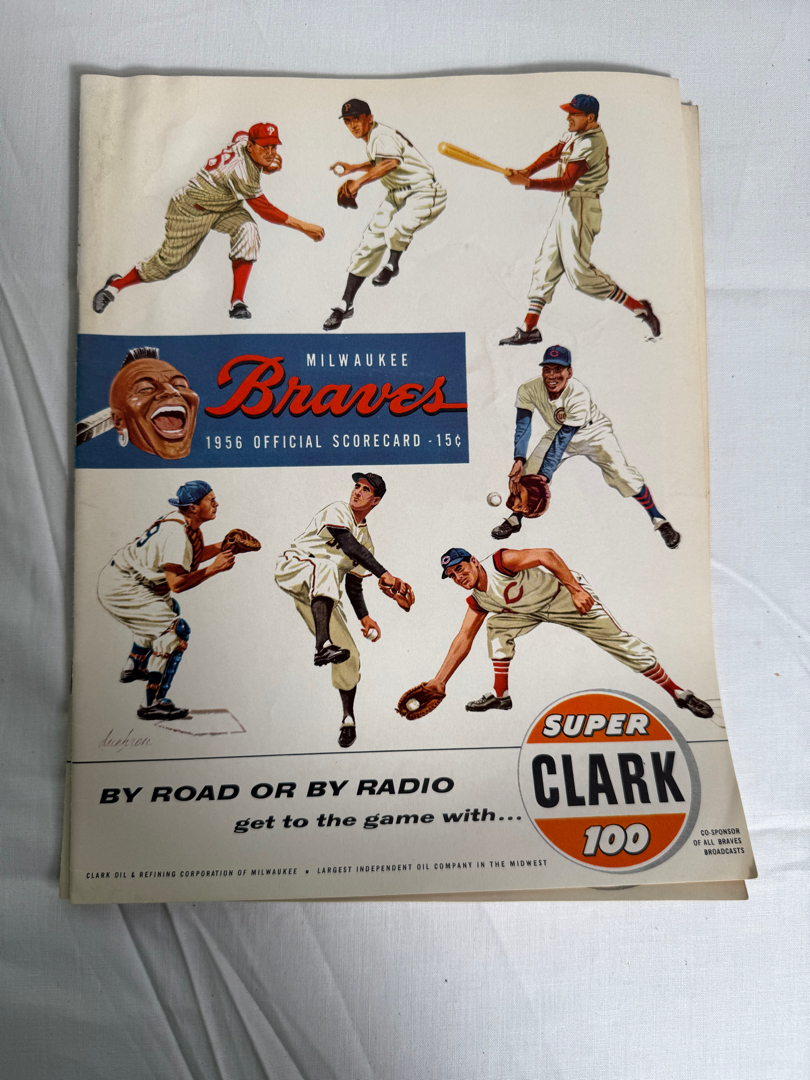 MILWAUKEE
Braves
1956 OFFICIAL SCORECARD - 15¢
SUPER
CLARK
100
BY ROAD OR BY RADIO
get to the game with...
CO-SPONSOR
OF ALL BRAVES
BROADCASTS
CLARK OIL & REFINING CORPORATION OF MILWAUKEE • LARGEST INDEPENDENT OIL COMPANY IN THE MIDWEST